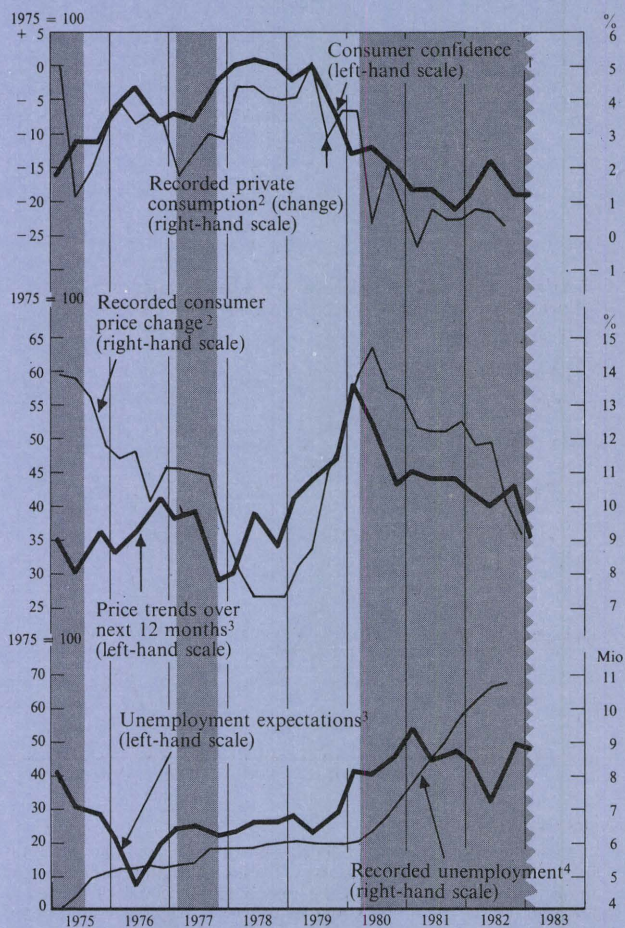 1975 = 100
%
+ 5
0
− 5
−10
−15
−20
−25
6
5
4
3
2
1
0
− 1
Consumer confidence
(left-hand scale)
Recorded private
consumption² (change)
(right-hand scale)
1975 = 100
%
65
60
55
50
45
40
35
30
25
15
14
13
12
11
10
9
8
7
Recorded consumer
price change²
(right-hand scale)
Price trends over
next 12 months³
(left-hand scale)
1975 = 100
Mio
70
60
50
40
30
20
10
0
11
10
9
8
7
6
5
4
Unemployment expectations³
(left-hand scale)
Recorded unemployment⁴
(right-hand scale)
1975 1976 1977 1978 1979 1980 1981 1982 1983